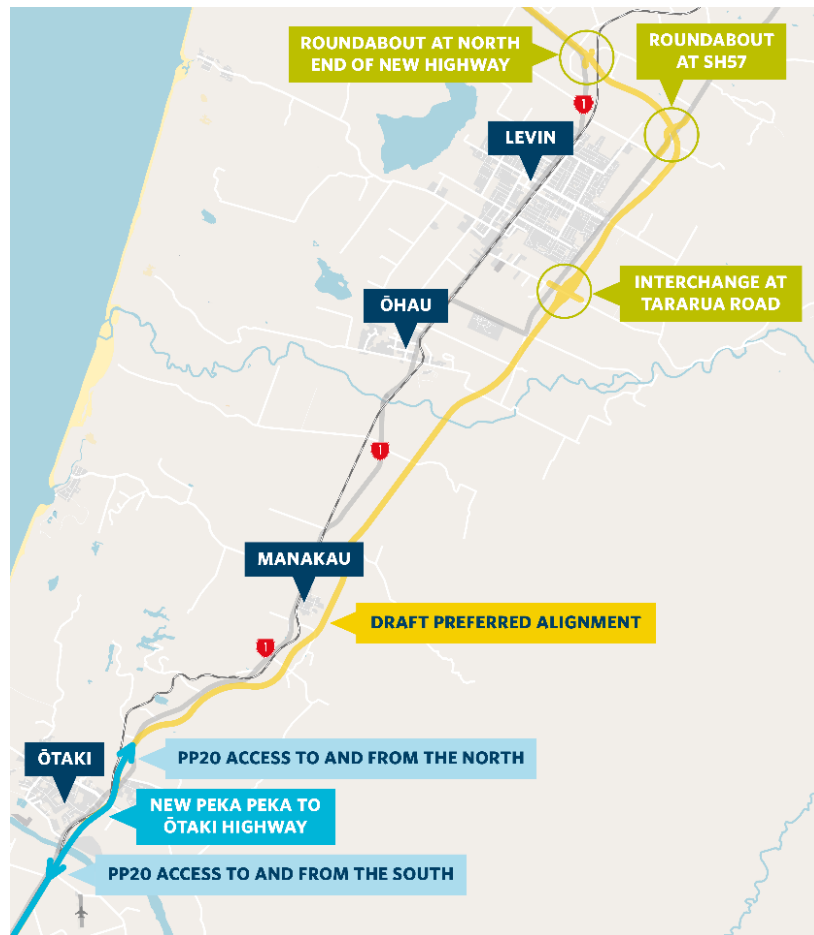 ROUNDABOUT AT NORTH
END OF NEW HIGHWAY
ROUNDABOUT
AT SH57
1
LEVIN
INTERCHANGE AT
TARARUA ROAD
ŌHAU
1
MANAKAU
DRAFT PREFERRED ALIGNMENT
1
PP2O ACCESS TO AND FROM THE NORTH
ŌTAKI
NEW PEKA PEKA TO
ŌTAKI HIGHWAY
PP2O ACCESS TO AND FROM THE SOUTH